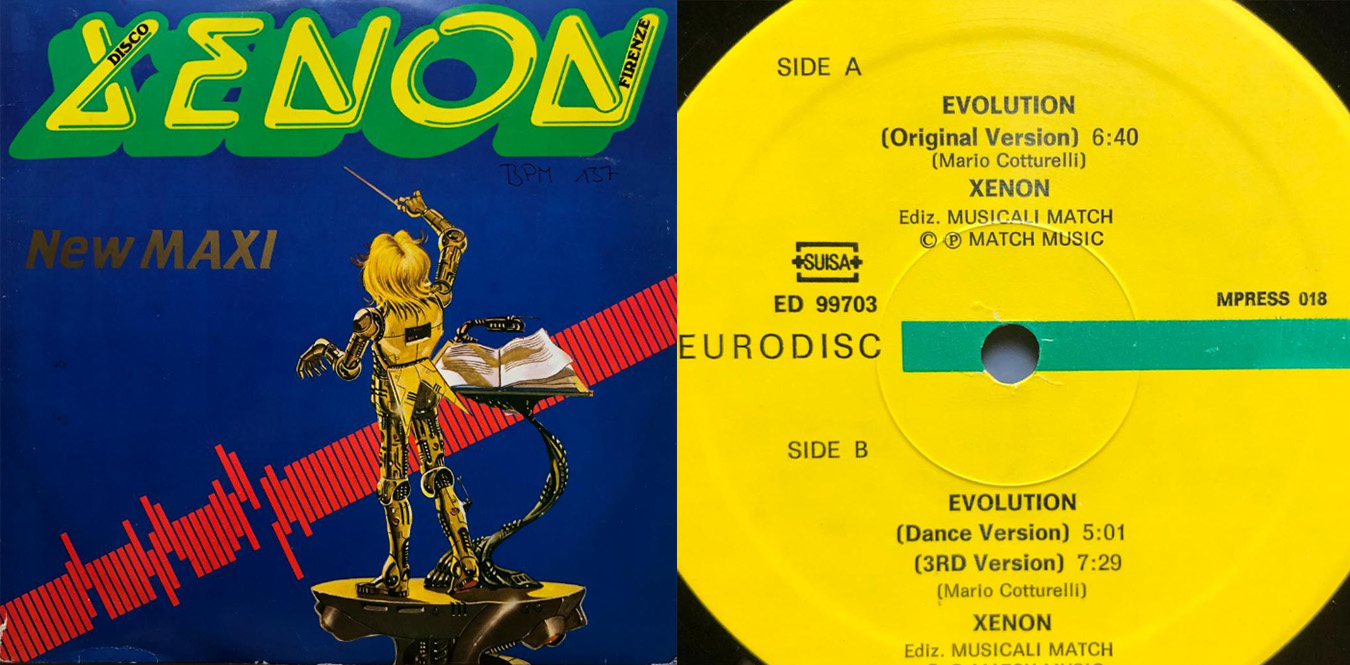 DISCO
XENON
FIRENZE
BPM 137
New MAXI
SIDE A
EVOLUTION
(Original Version) 6:40
(Mario Cotturelli)
XENON
Ediz. MUSICALI MATCH
© ℗ MATCH MUSIC
SUISA
ED 99703
MPRESS 018
EURODISC
SIDE B
EVOLUTION
(Dance Version) 5:01
(3RD Version) 7:29
(Mario Cotturelli)
XENON
Ediz. MUSICALI MATCH
© ℗ MATCH MUSIC